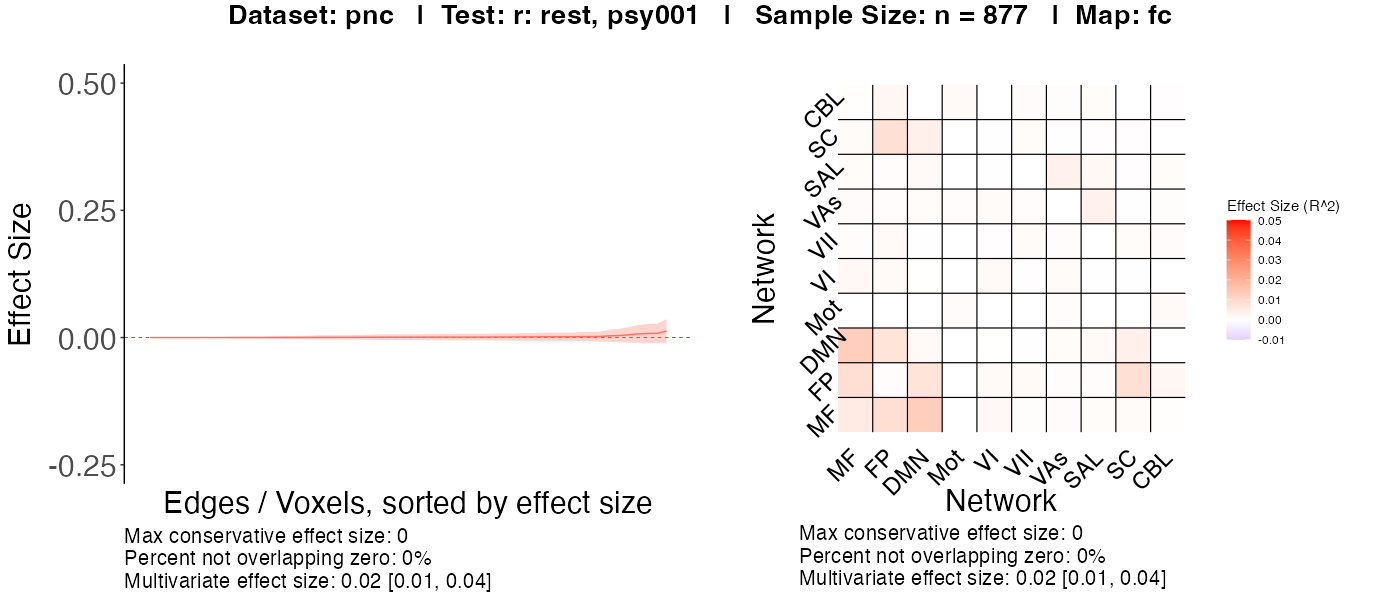 Dataset: pnc | Test: r: rest, psy001 | Sample Size: n = 877 | Map: fc
Effect Size
0.50
0.25
0.00
-0.25
Edges / Voxels, sorted by effect size
Max conservative effect size: 0
Percent not overlapping zero: 0%
Multivariate effect size: 0.02 [0.01, 0.04]
Network
CBL
SC
SAL
VAs
VII
VI
Mot
DMN
FP
MF
MF
FP
DMN
Mot
VI
VII
VAs
SAL
SC
CBL
Network
Max conservative effect size: 0
Percent not overlapping zero: 0%
Multivariate effect size: 0.02 [0.01, 0.04]
Effect Size (R^2)
0.05
0.04
0.03
0.02
0.01
0.00
-0.01